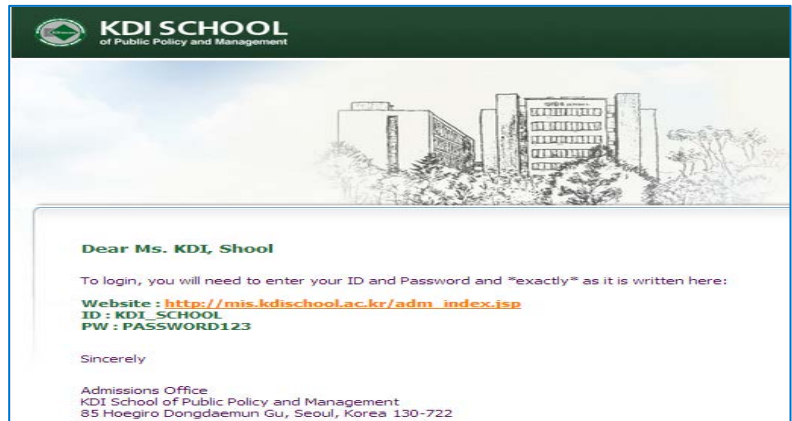 KDI SCHOOL
of Public Policy and Management
Dear Ms. KDI, Shool
To login, you will need to enter your ID and Password and *exactly* as it is written here:
Website : http://mis.kdischool.ac.kr/adm_index.jsp
ID : KDI_SCHOOL
PW : PASSWORD123
Sincerely
Admissions Office
KDI School of Public Policy and Management
85 Hoegiro Dongdaemun Gu, Seoul, Korea 130-722